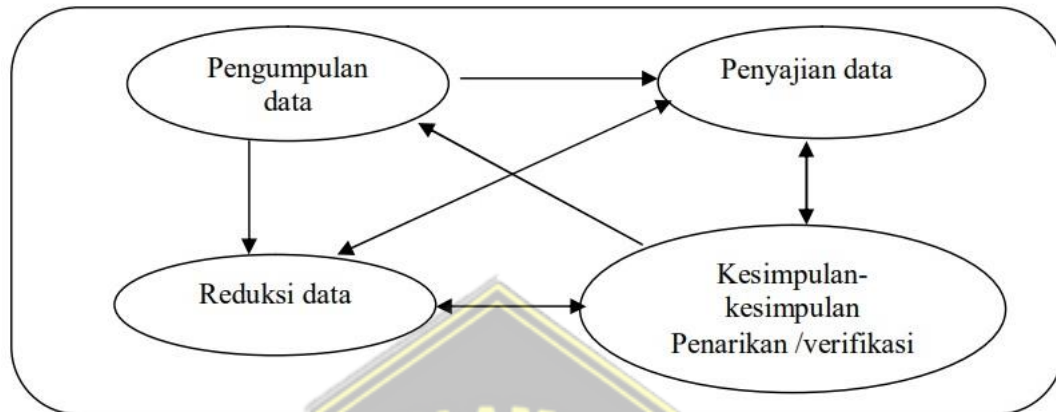 Pengumpulan
data
Penyajian data
Reduksi data
Kesimpulan-
kesimpulan
Penarikan /verifikasi